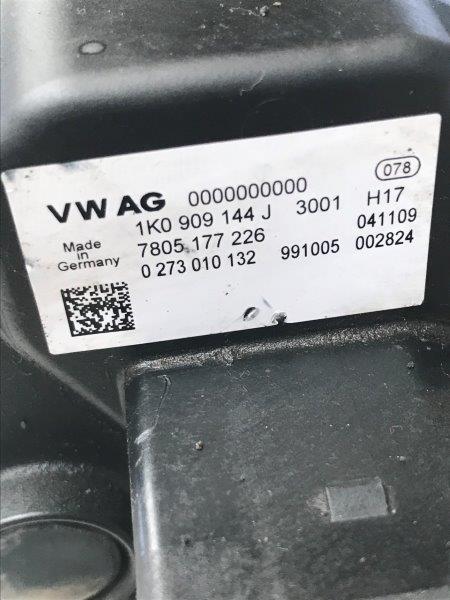 VW AG 0000000000 078
1K0 909 144 J 3001 H17
Made in Germany
7805 177 226 041109
0 273 010 132 991005 002824